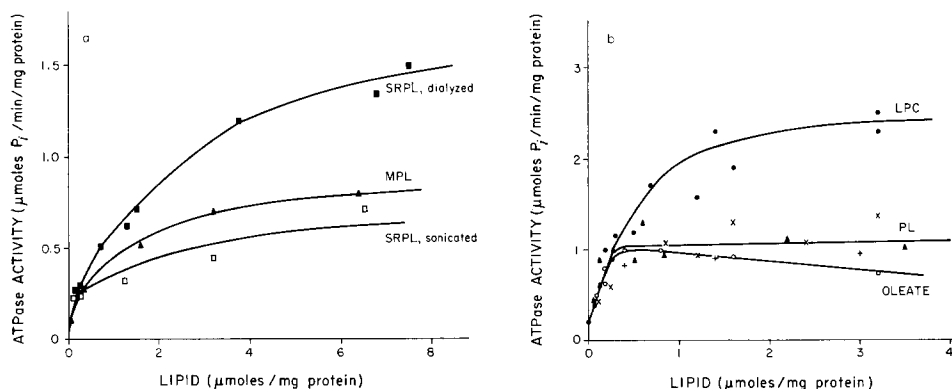 a
ATPase ACTIVITY (μmoles Pi/min/mg protein)
1.5
1.0
0.5
0
0
2
4
6
8
SRPL, dialyzed
MPL
SRPL, sonicated
LIPID (μmoles/mg protein)
b
ATPase ACTIVITY (μmoles Pi/min/mg protein)
3
2
1
0
0
1
2
3
4
LPC
PL
OLEATE
LIPID (μmoles/mg protein)